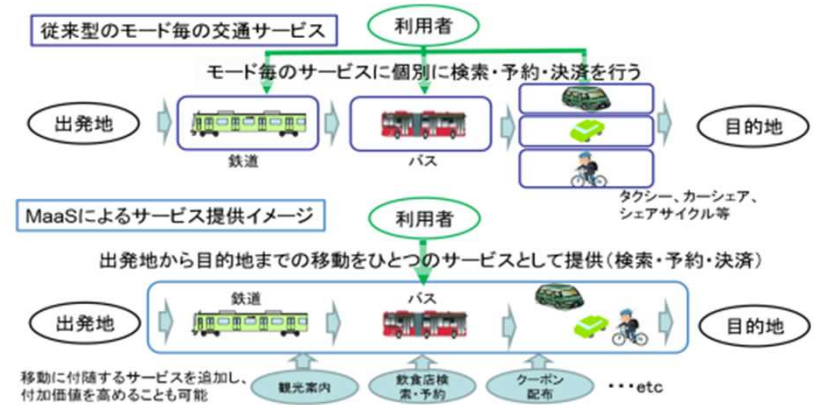 従来型のモード毎の交通サービス
利用者
モード毎のサービスに個別に検索・予約・決済を行う
出発地
鉄道
バス
目的地
タクシー、カーシェア、
シェアサイクル等
MaaSによるサービス提供イメージ
利用者
出発地から目的地までの移動をひとつのサービスとして提供(検索・予約・決済)
鉄道
バス
出発地
目的地
移動に付随するサービスを追加し、
付加価値を高めることも可能
観光案内
飲食店検
索・予約
クーポン
配布
・・・etc